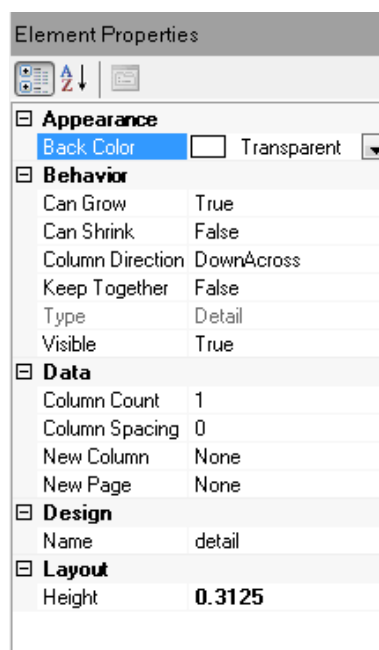 Element Properties
Appearance
Back Color Transparent
Behavior
Can Grow True
Can Shrink False
Column Direction DownAcross
Keep Together False
Type Detail
Visible True
Data
Column Count 1
Column Spacing 0
New Column None
New Page None
Design
Name detail
Layout
Height 0.3125